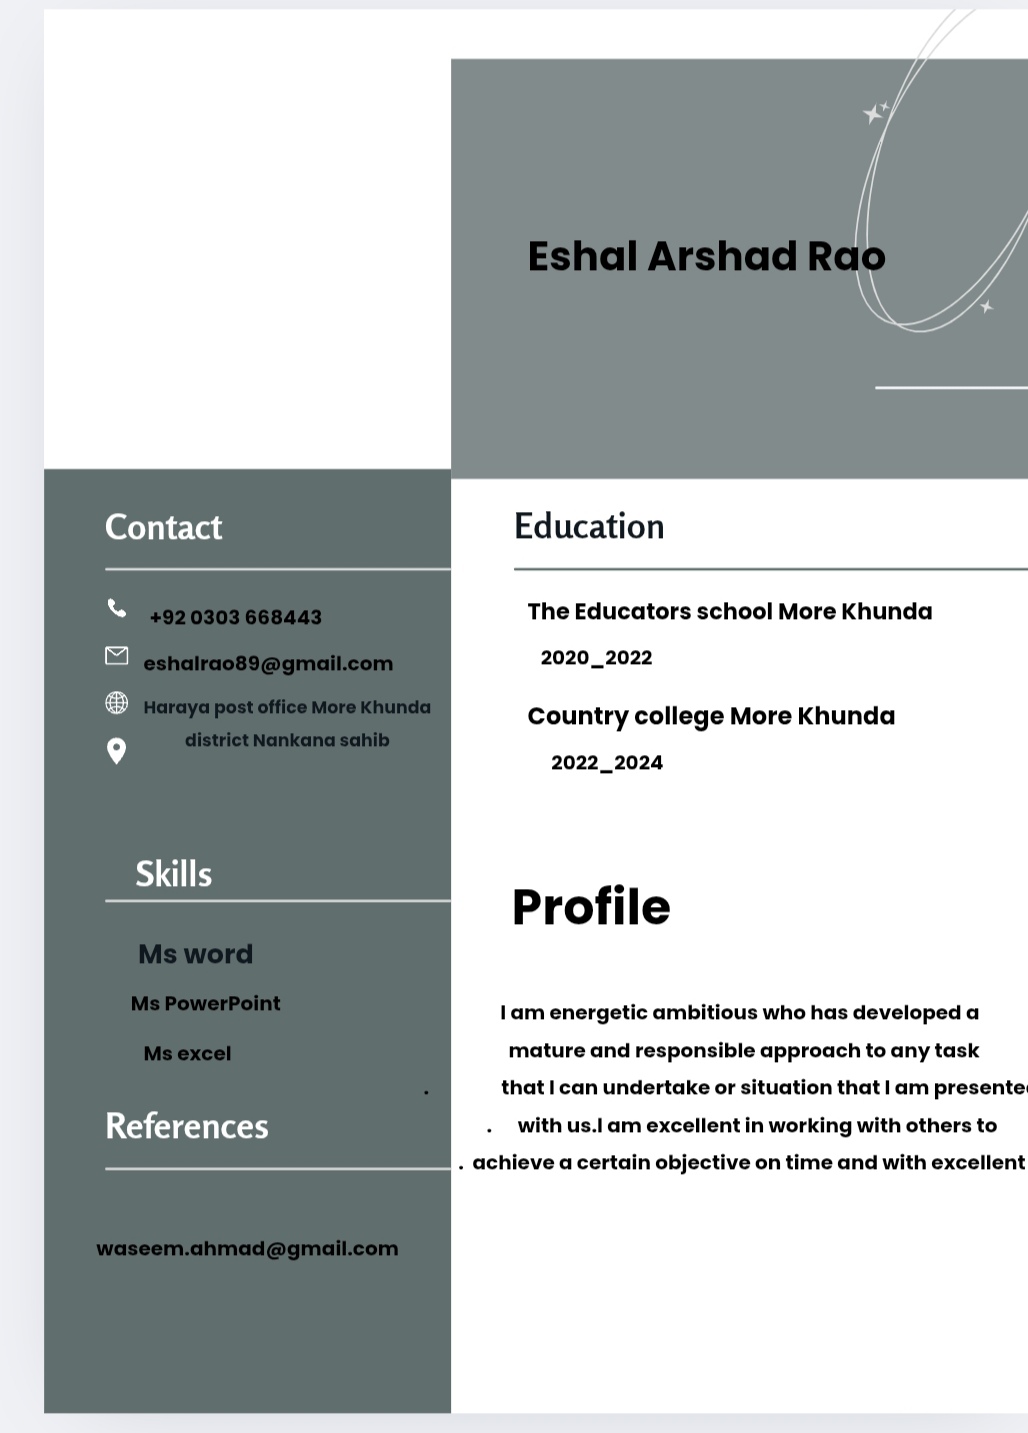 Eshal Arshad Rao
Contact
+92 0303 668443
eshalrao89@gmail.com
Haraya post office More Khunda
district Nankana sahib
Skills
Ms word
Ms PowerPoint
Ms excel
.
References
waseem.ahmad@gmail.com
Education
The Educators school More Khunda
2020_2022
Country college More Khunda
2022_2024
Profile
I am energetic ambitious who has developed a
mature and responsible approach to any task
that I can undertake or situation that I am presented
. with us.I am excellent in working with others to
. achieve a certain objective on time and with excellent